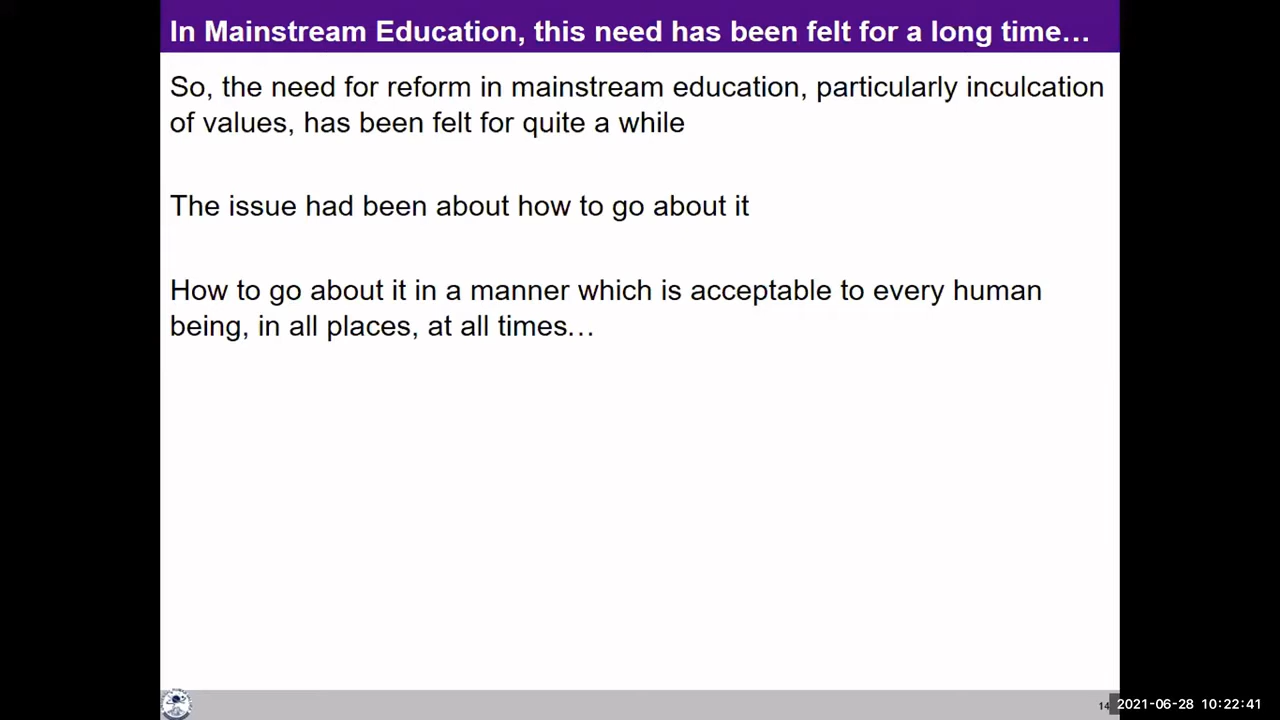 In Mainstream Education, this need has been felt for a long time…
So, the need for reform in mainstream education, particularly inculcation
of values, has been felt for quite a while
The issue had been about how to go about it
How to go about it in a manner which is acceptable to every human
being, in all places, at all times…
14
2021-06-28 10:22:41